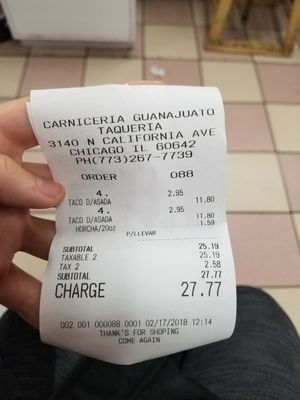 CARNICERIA GUANAJUATO
TAQUERIA
3140 N CALIFORNIA AVE
CHICAGO IL 60642
PH(773)267-7739
ORDER 088
4. 2.95
TACO D/ASADA 11.80
4. 2.95
TACO D/ASADA 11.80
HORCHA/20oz 1.59
P/LLEVAR
SUBTOTAL 25.19
TAXABLE 2 25.19
TAX 2 2.58
SUBTOTAL 27.77
CHARGE 27.77
002 001 000088 0001 02/17/2018 12:14
THANK'S FOR SHOPING
COME AGAIN